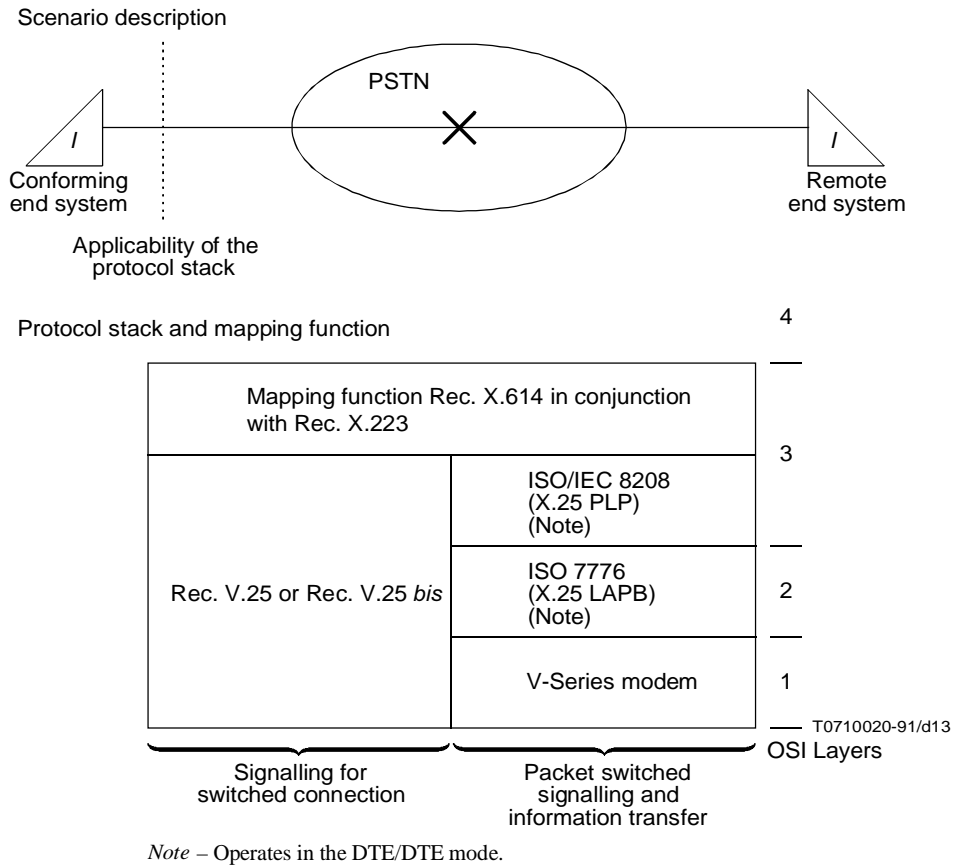 Scenario description
PSTN
I
I
Conforming
end system
Remote
end system
Applicability of the
protocol stack
Protocol stack and mapping function
4
Mapping function Rec. X.614 in conjunction
with Rec. X.223
3
ISO/IEC 8208
(X.25 PLP)
(Note)
Rec. V.25 or Rec. V.25 bis
ISO 7776
(X.25 LAPB)
(Note)
2
V-Series modem
1
T0710020-91/d13
OSI Layers
Signalling for
switched connection
Packet switched
signalling and
information transfer
Note – Operates in the DTE/DTE mode.